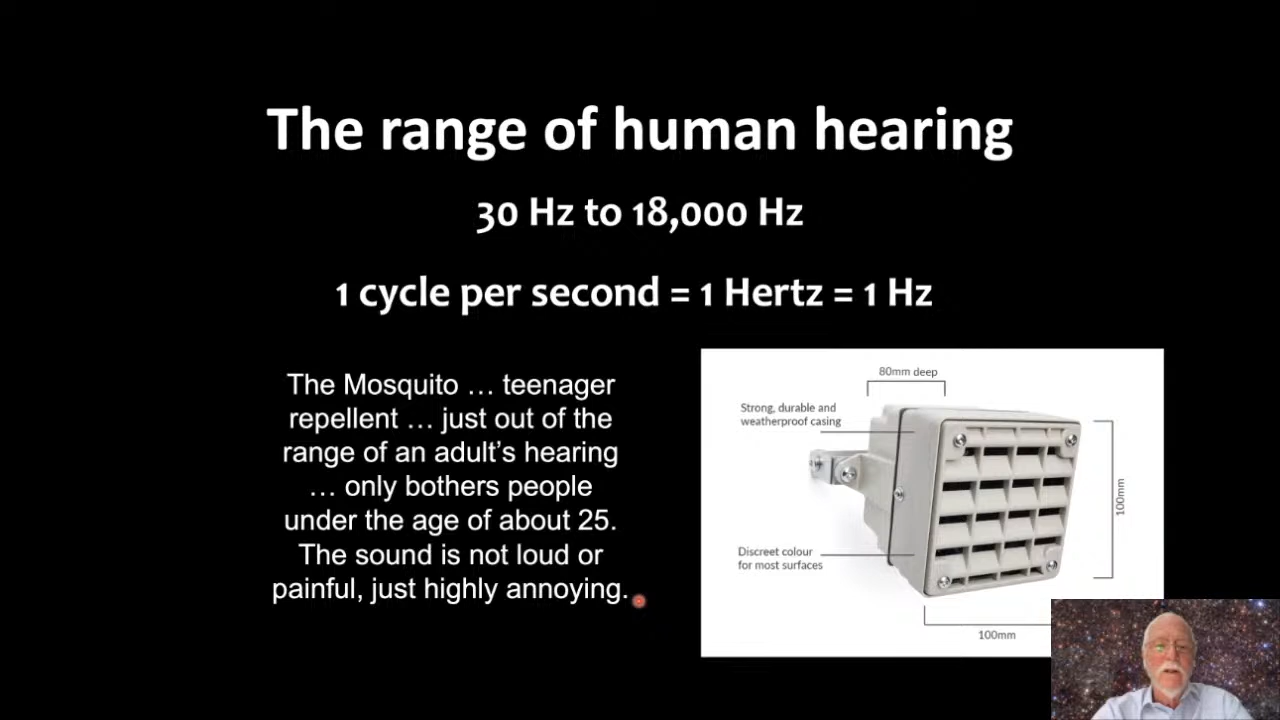 The range of human hearing
30 Hz to 18,000 Hz
1 cycle per second = 1 Hertz = 1 Hz
The Mosquito … teenager
repellent … just out of the
range of an adult’s hearing
… only bothers people
under the age of about 25.
The sound is not loud or
painful, just highly annoying.
80mm deep
Strong, durable and
weatherproof casing
100mm
Discreet colour
for most surfaces
100mm